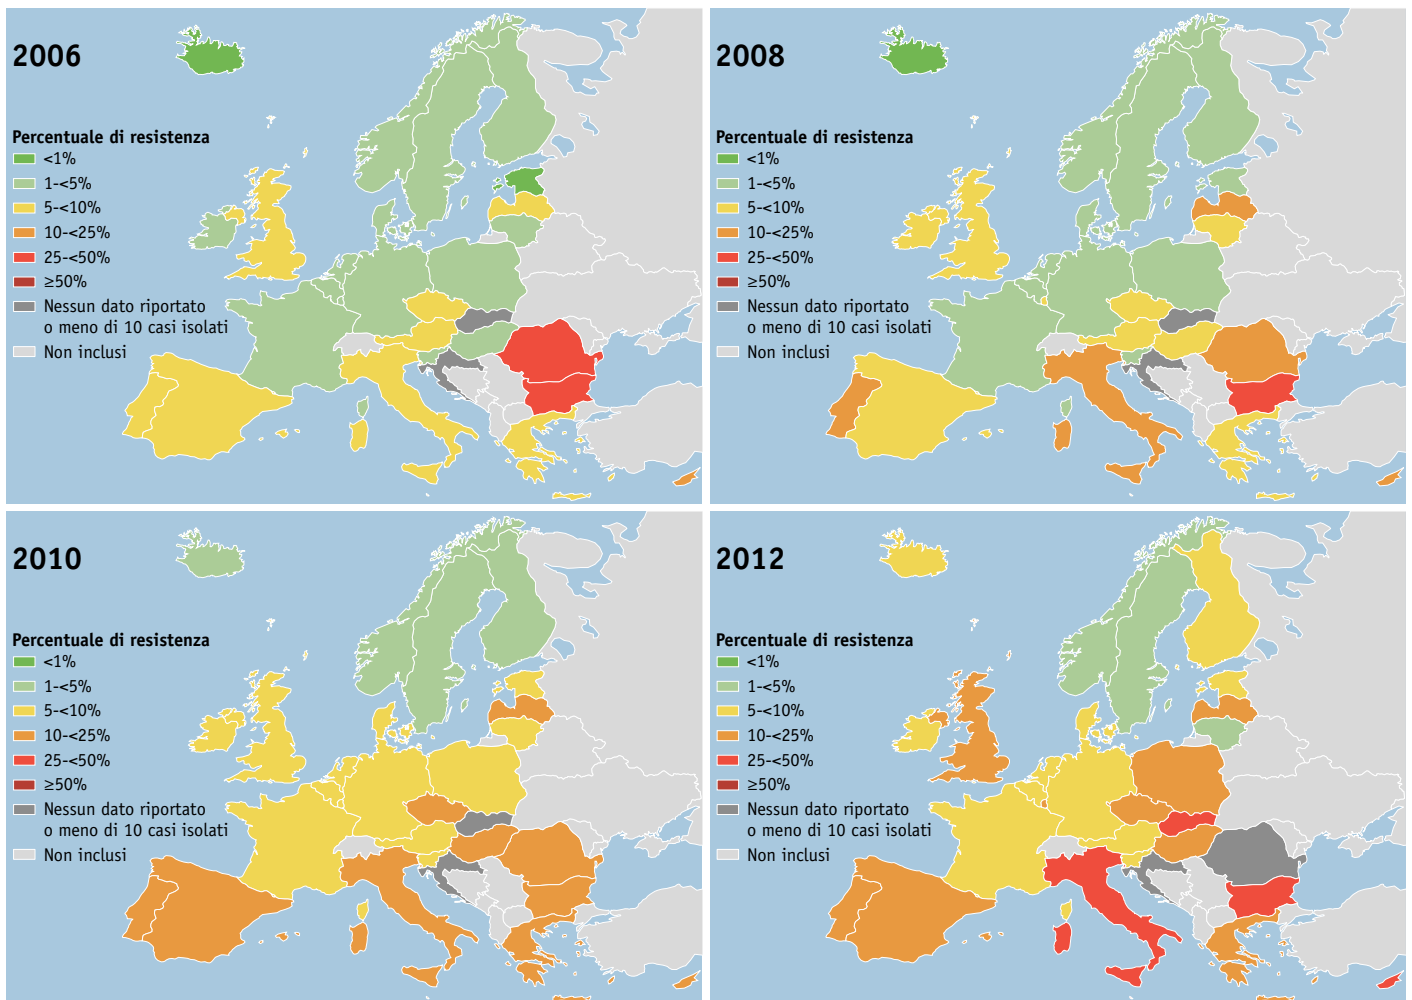 2006
Percentuale di resistenza
<1%
1-<5%
5-<10%
10-<25%
25-<50%
≥50%
Nessun dato riportato
o meno di 10 casi isolati
Non inclusi
2008
Percentuale di resistenza
<1%
1-<5%
5-<10%
10-<25%
25-<50%
≥50%
Nessun dato riportato
o meno di 10 casi isolati
Non inclusi
2010
Percentuale di resistenza
<1%
1-<5%
5-<10%
10-<25%
25-<50%
≥50%
Nessun dato riportato
o meno di 10 casi isolati
Non inclusi
2012
Percentuale di resistenza
<1%
1-<5%
5-<10%
10-<25%
25-<50%
≥50%
Nessun dato riportato
o meno di 10 casi isolati
Non inclusi